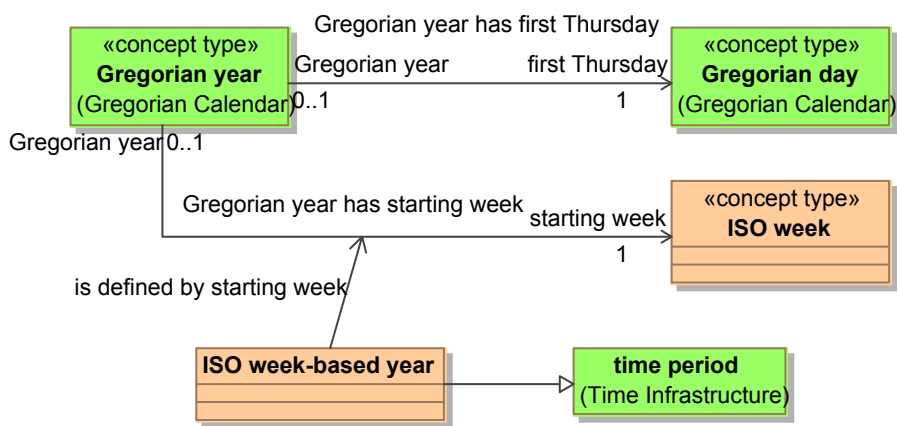 Gregorian year has first Thursday
«concept type»
Gregorian year
(Gregorian Calendar)
Gregorian year
first Thursday
0..1
1
«concept type»
Gregorian day
(Gregorian Calendar)
Gregorian year
0..1
Gregorian year has starting week
starting week
1
«concept type»
ISO week
is defined by starting week
ISO week-based year
time period
(Time Infrastructure)